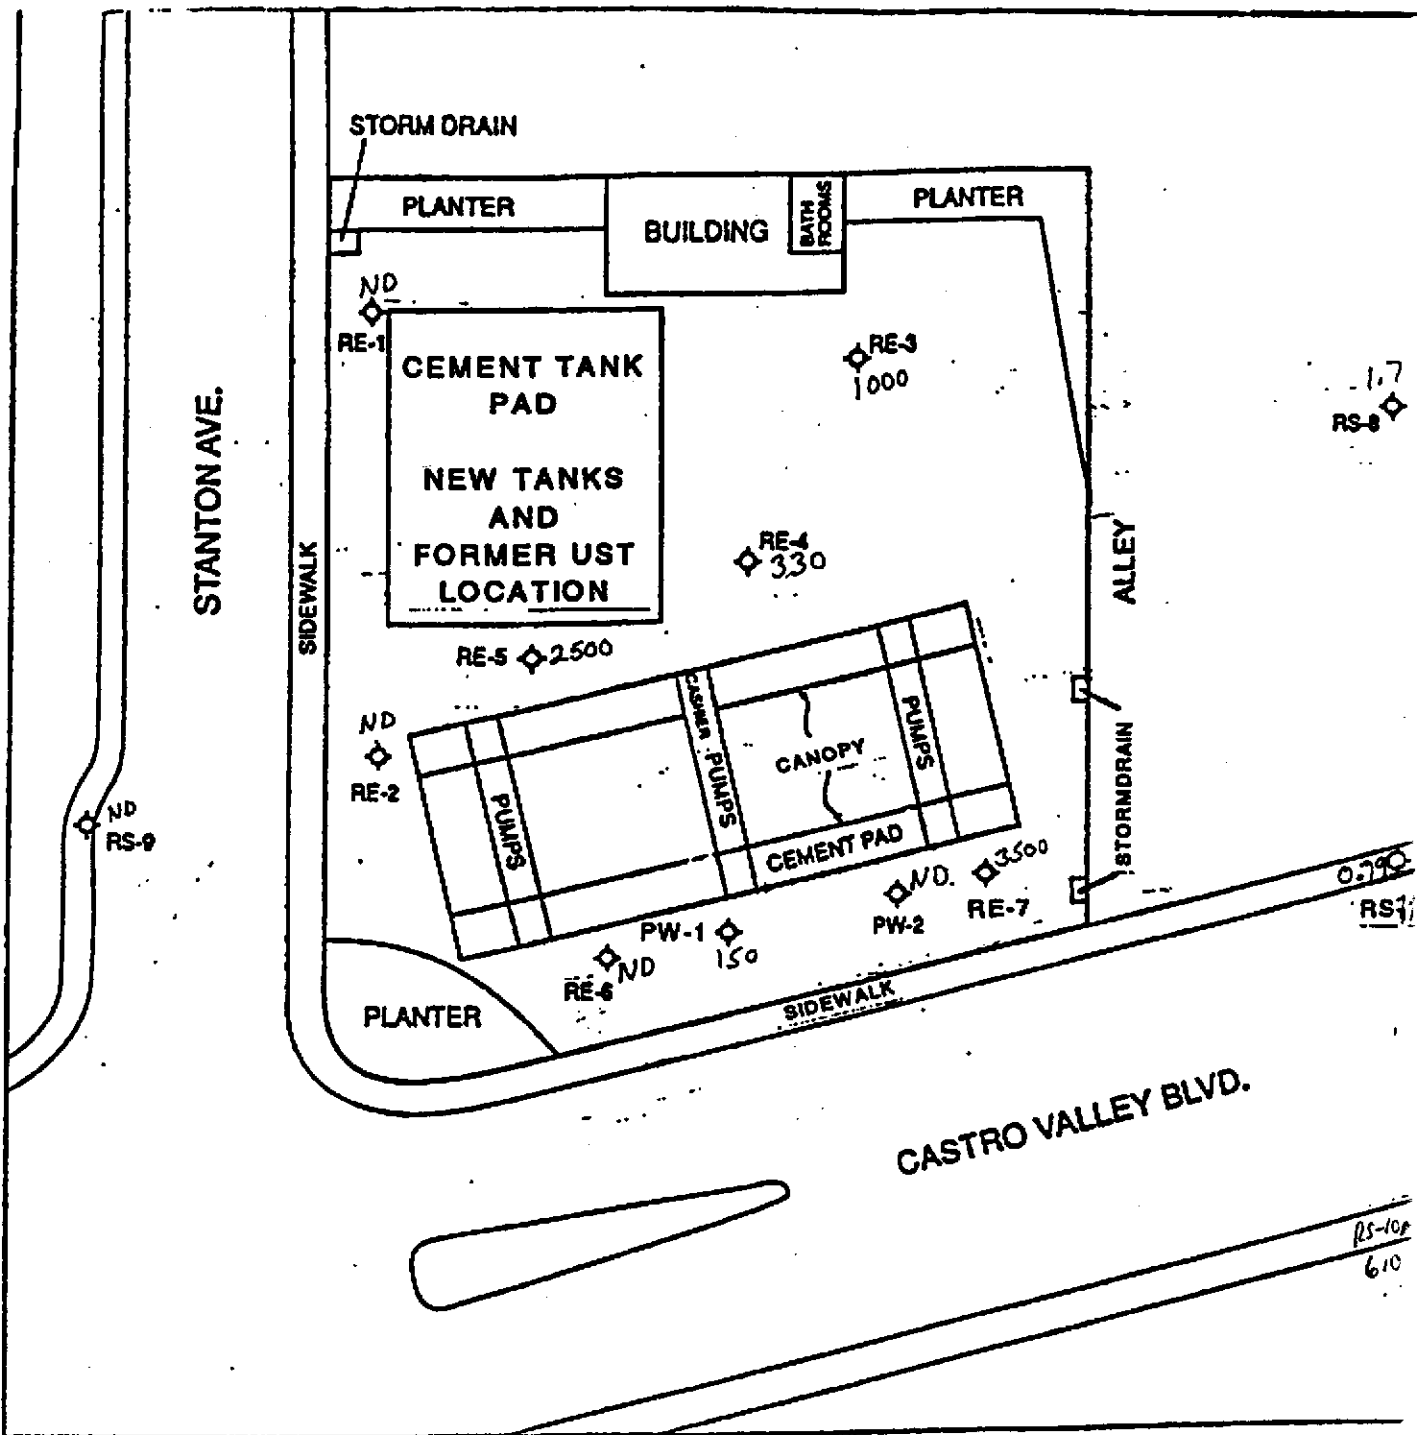 STORM DRAIN
PLANTER
BUILDING
BATH
ROOMS
PLANTER
ND
RE-1
CEMENT TANK
PAD
NEW TANKS
AND
FORMER UST
LOCATION
RE-3
1000
1.7
RS-8
STANTON AVE.
SIDEWALK
RE-4
330
ALLEY
RE-5
2500
ND
RE-2
CASHIER
PUMPS
PUMPS
PUMPS
CANOPY
CEMENT PAD
STORMDRAIN
ND
RS-9
ND.
PW-2
3500
RE-7
PW-1
150
ND
RE-6
0.79
PLANTER
SIDEWALK
CASTRO VALLEY BLVD.
610